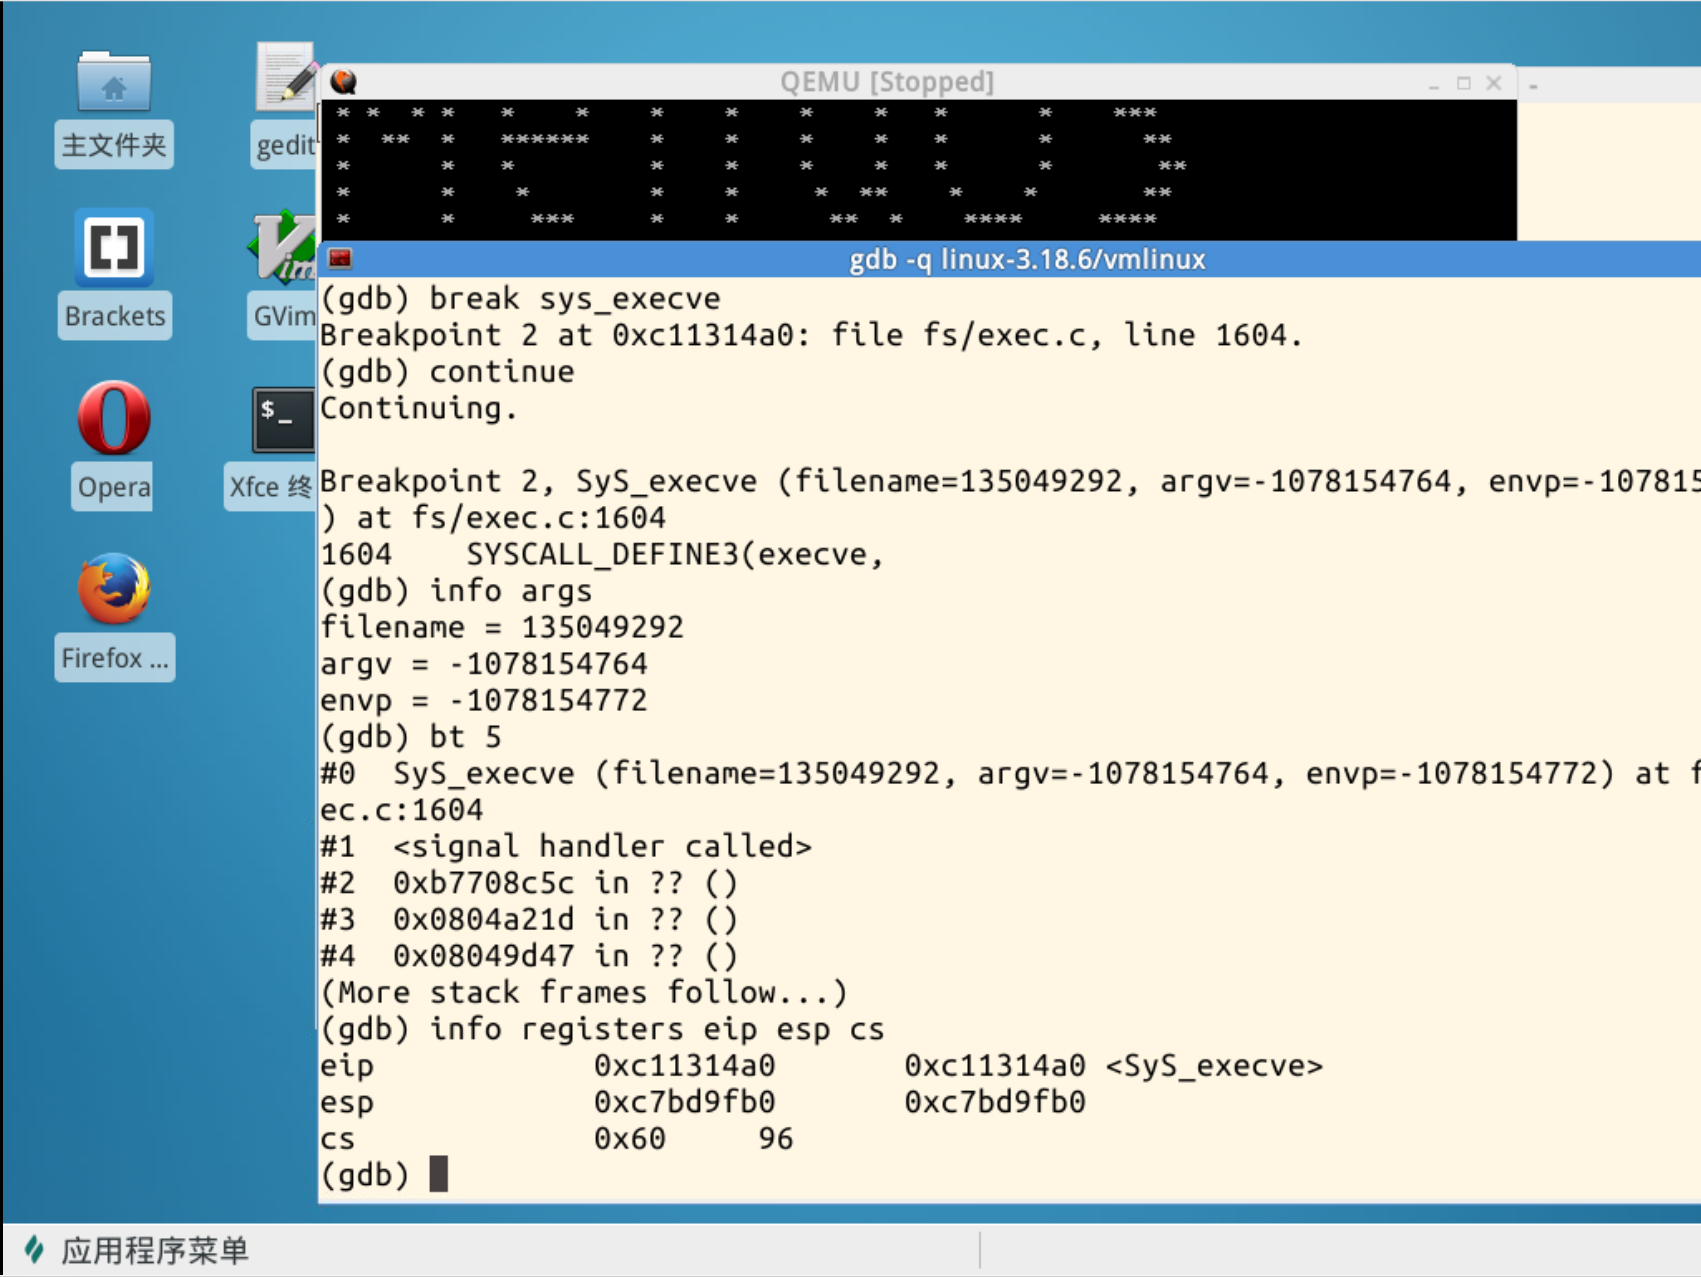 主文件夹
gedit
Brackets
GVim
Opera
Xfce 终
Firefox ...
QEMU [Stopped]
* *  * *   *    *    *    *    *    *   *      *    ***
*  **  *   ******    *    *    *    *   *      *      **
*      *   *         *    *    *    *   *      *       **
*      *    *        *    *     *  **    *    *       **
*      *     ***     *    *      ** *     ****     ****
gdb -q linux-3.18.6/vmlinux
(gdb) break sys_execve
Breakpoint 2 at 0xc11314a0: file fs/exec.c, line 1604.
(gdb) continue
Continuing.
Breakpoint 2, SyS_execve (filename=135049292, argv=-1078154764, envp=-107815
) at fs/exec.c:1604
1604    SYSCALL_DEFINE3(execve,
(gdb) info args
filename = 135049292
argv = -1078154764
envp = -1078154772
(gdb) bt 5
#0  SyS_execve (filename=135049292, argv=-1078154764, envp=-1078154772) at f
ec.c:1604
#1  <signal handler called>
#2  0xb7708c5c in ?? ()
#3  0x0804a21d in ?? ()
#4  0x08049d47 in ?? ()
(More stack frames follow...)
(gdb) info registers eip esp cs
eip            0xc11314a0       0xc11314a0 <SyS_execve>
esp            0xc7bd9fb0       0xc7bd9fb0
cs             0x60     96
(gdb)
应用程序菜单